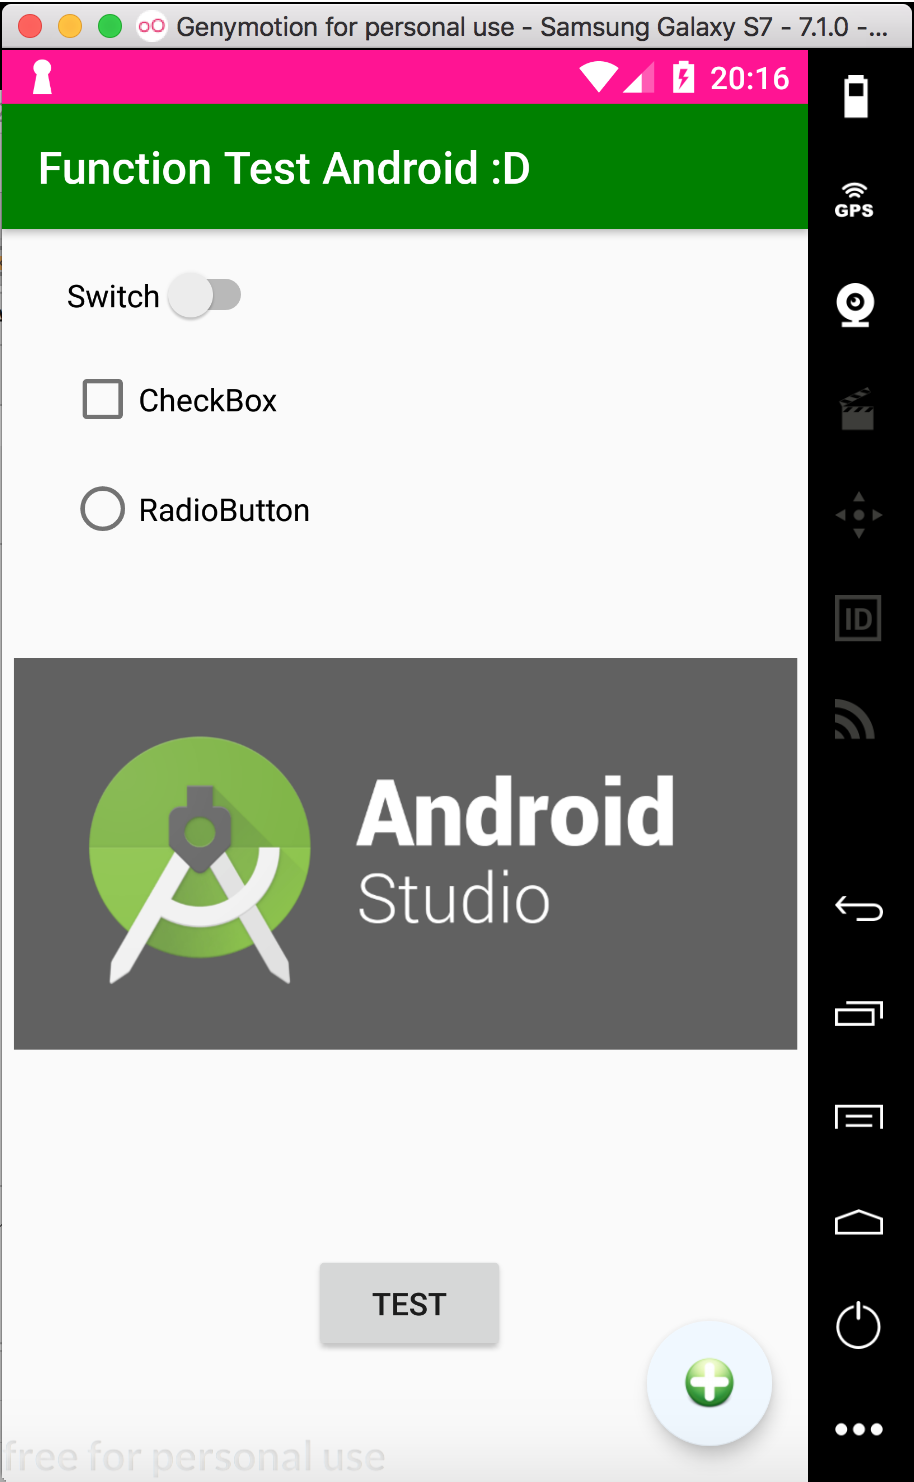 Genymotion for personal use - Samsung Galaxy S7 - 7.1.0 -...
20:16
Function Test Android :D
GPS
Switch
CheckBox
RadioButton
ID
Android
Studio
TEST
free for personal use